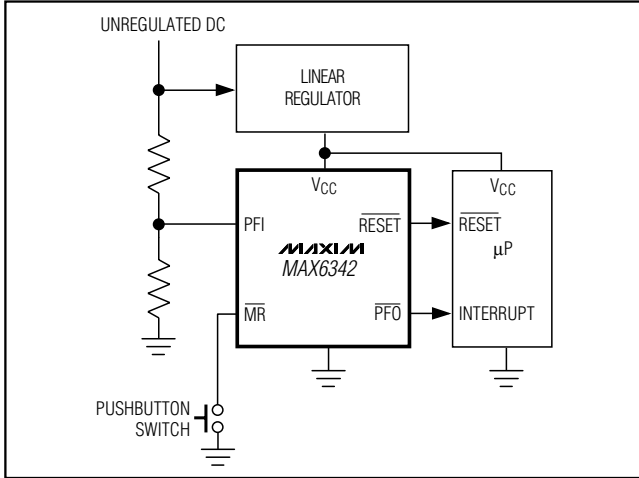 UNREGULATED DC
LINEAR
REGULATOR
VCC
VCC
PFI
RESET
RESET
MAXIM
µP
MAX6342
MR
PFO
INTERRUPT
PUSHBUTTON
SWITCH